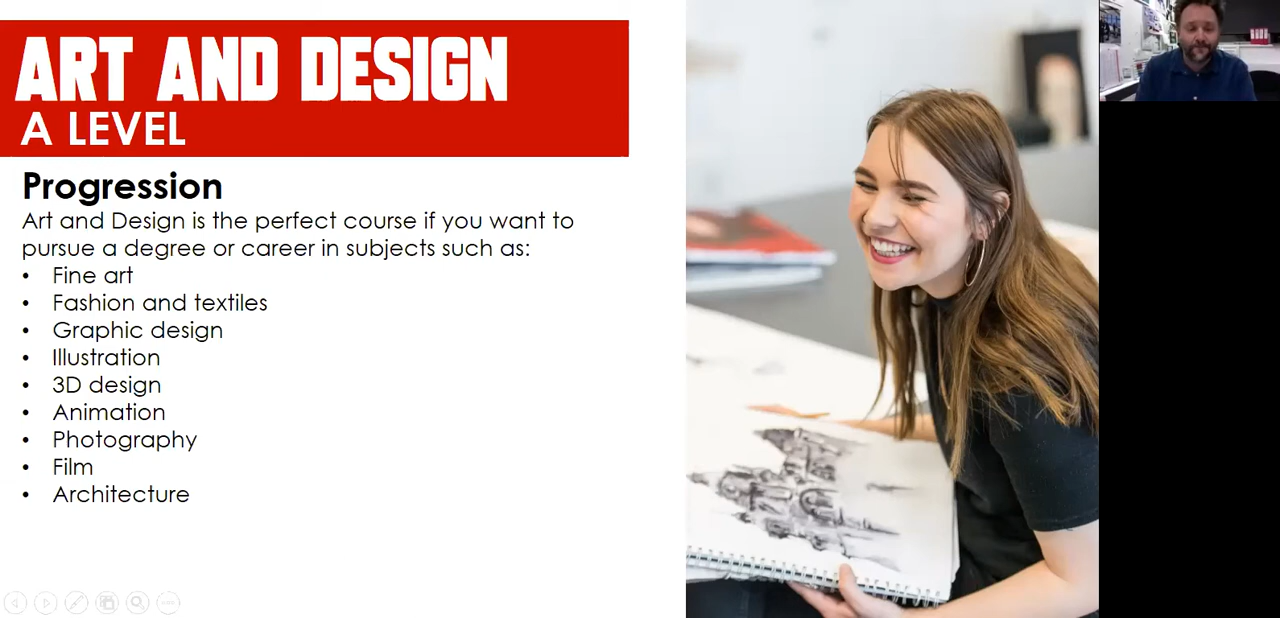 ART AND DESIGN
A LEVEL
Progression
Art and Design is the perfect course if you want to
pursue a degree or career in subjects such as:
• Fine art
• Fashion and textiles
• Graphic design
• Illustration
• 3D design
• Animation
• Photography
• Film
• Architecture